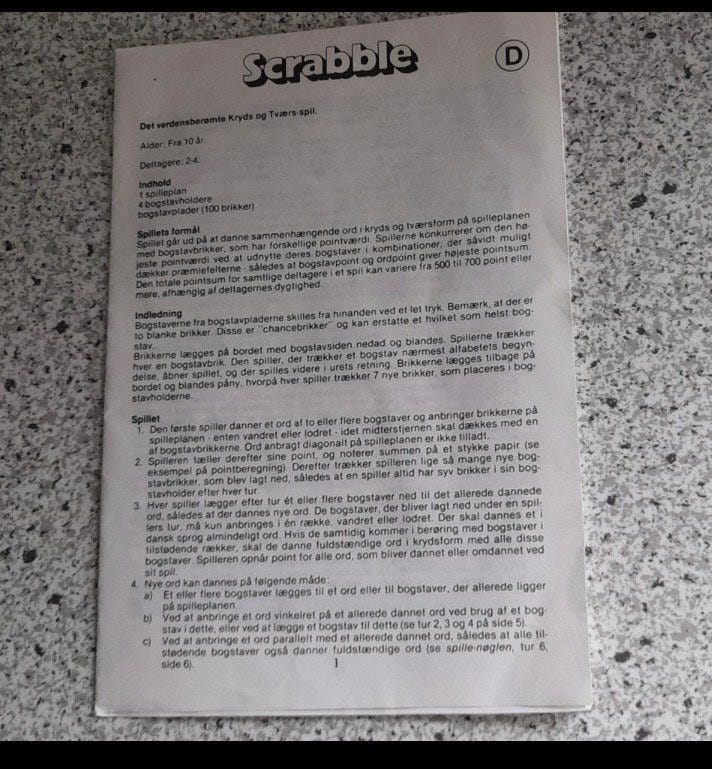 Scrabble
D
Det verdensberømte Kryds og Tværs-spil.
Alder: Fra 10 år.
Deltagere: 2-4.
Indhold
1 spilleplan
4 bogstavholdere
bogstavplader (100 brikker)
Spillets formål
Spillet går ud på at danne sammenhængende ord i kryds og tværsform på spilleplanen
med bogstavbrikker, som har forskellige pointværdi. Spillerne konkurrerer om den hø-
jeste pointværdi ved at udnytte deres bogstaver i kombinationer, der såvidt muligt
dækker præmiefelterne - således at bogstavpoint og ordpoint giver højeste pointsum.
Den totale pointsum for samtlige deltagere i et spil kan variere fra 500 til 700 point eller
mere, afhængig af deltagernes dyglighed.
Indledning
Bogstaverne fra bogstavpladerne skilles fra hinanden ved et let tryk. Bemærk, at der er
to blanke brikker. Disse er "chancebrikker" og kan erstatte et hvilket som helst bog-
stav.
Brikkerne lægges på bordet med bogstavsiden nedad og blandes. Spillerne trækker
hver en bogstavbrik. Den spiller, der trækker et bogstav nærmest alfabetets begyn-
delse, åbner spillet, og der spilles videre i urets retning. Brikkerne lægges tilbage på
bordet og blandes påny, hvorpå hver spiller trækker 7 nye brikker, som placeres i bog-
stavholderne.
Spillet
1. Den første spiller danner et ord af to eller flere bogstaver og anbringer brikkerne på
spilleplanen - enten vandret eller lodret - idet midterstjernen skal dækkes med en
af bogstavbrikkerne. Ord anbragt diagonalt på spilleplanen er ikke tilladt.
2. Spilleren tæller derefter sine point, og noterer summen på et stykke papir (se
eksempel på pointberegning). Derefter trækker spilleren lige så mange nye bog-
stavbrikker, som blev lagt ned, således at en spiller altid har syv brikker i sin bog-
stavholder efter hver tur.
3. Hver spiller lægger efter tur ét eller flere bogstaver ned til det allerede dannede
ord, således at der dannes nye ord. De bogstaver, der bliver lagt ned under en spil-
lers tur, må kun anbringes i én række, vandret eller lodret. Der skal dannes et i
dansk sprog almindeligt ord. Hvis de samtidig kommer i berøring med bogstaver i
tilstødende rækker, skal de danne fuldstændige ord i krydsform med alle disse
bogstaver. Spilleren opnår point for alle ord, som bliver dannet eller omdannet ved
sit spil.
4. Nye ord kan dannes på følgende måde:
a) Et eller flere bogstaver lægges til et ord eller til bogstaver, der allerede ligger
på spilleplanen.
b) Ved at anbringe et ord vinkelret på et allerede dannet ord ved brug af et bog-
stav i dette, eller ved at lægge et bogstav til dette (se tur 2, 3 og 4 på side 5).
c) Ved at anbringe et ord parallelt med et allerede dannet ord, således at alle til-
stødende bogstaver også danner fuldstændige ord (se spille-nøglen, tur 6,
side 6).
1